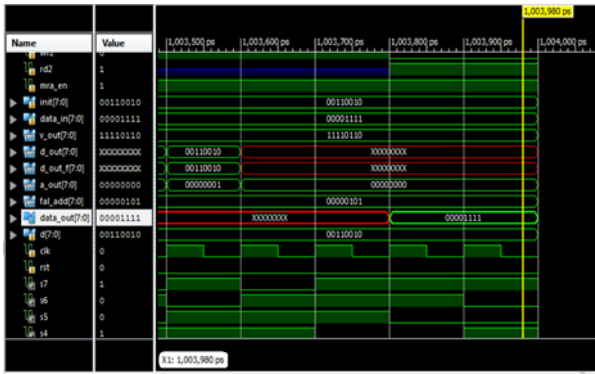 1,003,980 ps
Name Value 1,003,500 ps 1,003,600 ps 1,003,700 ps 1,003,800 ps 1,003,900 ps 1,004,000 ps
rd2 1
mra_en 1
init[7:0] 00110010 00110010
data_in[7:0] 00001111 00001111
v_out[7:0] 11110110 11110110
d_out[7:0] XXXXXXXX 00110010 XXXXXXXX
d_out_f[7:0] XXXXXXXX 00110010 XXXXXXXX
a_out[7:0] 00000000 00000001 00000000
fal_add[7:0] 00000101 00000101
data_out[7:0] 00001111 XXXXXXXX 00001111
d[7:0] 00110010 00110010
clk 0
rst 0
s7 1
s6 0
s5 0
s4 1
X1: 1,003,980 ps